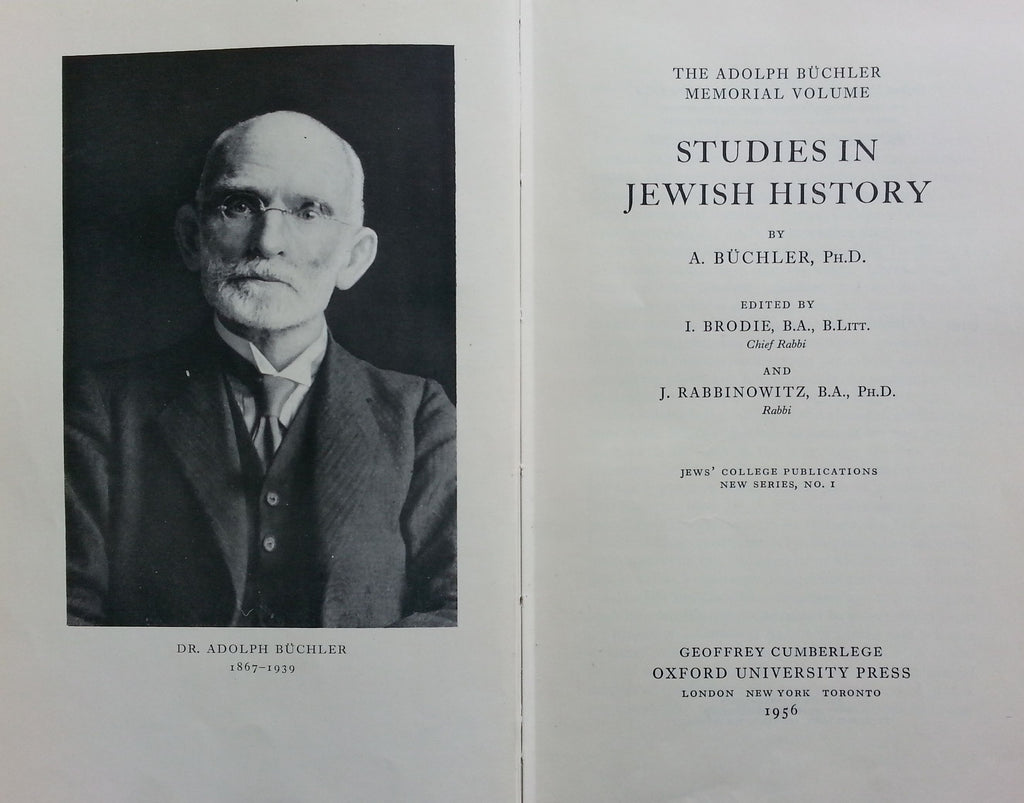 DR. ADOLPH BÜCHLER
1867–1939
THE ADOLPH BÜCHLER
MEMORIAL VOLUME
STUDIES IN
JEWISH HISTORY
BY
A. BÜCHLER, Ph.D.
EDITED BY
I. BRODIE, B.A., B.Litt.
Chief Rabbi
AND
J. RABBINOWITZ, B.A., Ph.D.
Rabbi
JEWS' COLLEGE PUBLICATIONS
NEW SERIES, NO. 1
GEOFFREY CUMBERLEGE
OXFORD UNIVERSITY PRESS
LONDON NEW YORK TORONTO
1956